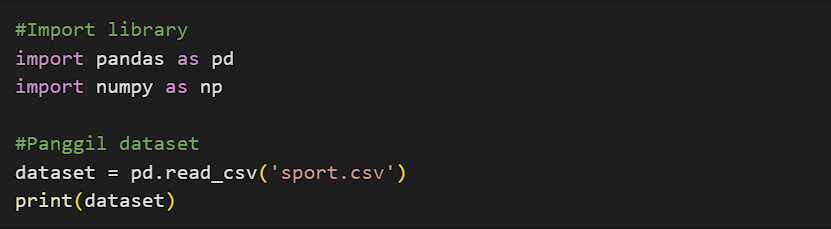 #Import library
import pandas as pd
import numpy as np
#Panggil dataset
dataset = pd.read_csv('sport.csv')
print(dataset)